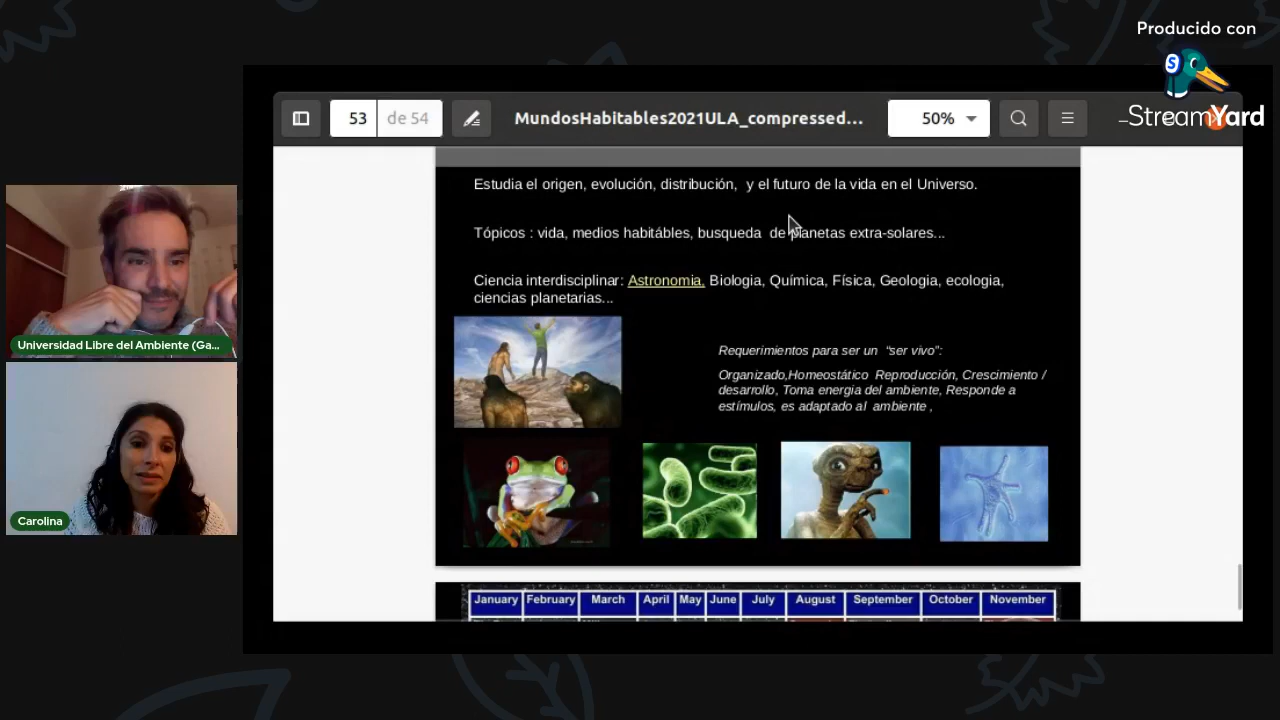 Producido con
StreamYard
53 de 54
MundosHabitables2021ULA_compressed...
50%
Estudia el origen, evolución, distribución, y el futuro de la vida en el Universo.
Tópicos : vida, medios habitábles, busqueda de planetas extra-solares...
Ciencia interdisciplinar: Astronomia, Biologia, Química, Física, Geologia, ecologia,
ciencias planetarias...
Requerimientos para ser un “ser vivo”:
Organizado,Homeostático Reproducción, Crecimiento /
desarrollo, Toma energia del ambiente, Responde a
estímulos, es adaptado al ambiente ,
January February March April May June July August September October November
Universidad Libre del Ambiente (Ga...
Carolina